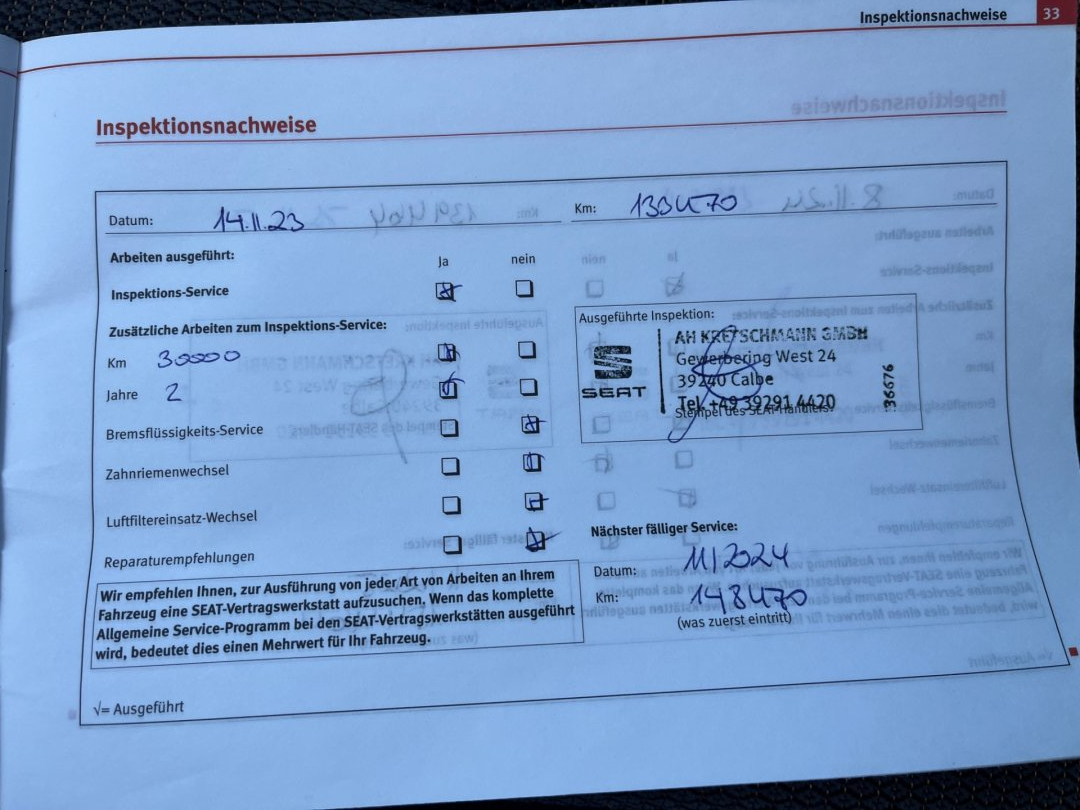 Inspektionsnachweise 33
Inspektionsnachweise
Datum: 14.11.23 Km: 133470
Arbeiten ausgeführt: Ja nein
Inspektions-Service
Zusätzliche Arbeiten zum Inspektions-Service:
Km 30000
Jahre 2
Bremsflüssigkeits-Service
Zahnriemenwechsel
Luftfiltereinsatz-Wechsel
Reparaturempfehlungen
Ausgeführte Inspektion:
SEAT
AH KRETSCHMANN GMBH
Gewerbering West 24
39240 Calbe
Tel. +49 39291 4420
Stempel des SEAT-Händlers:
36676
Nächster fälliger Service:
Datum: 11/2024
Km: 148470
(was zuerst eintritt)
Wir empfehlen Ihnen, zur Ausführung von jeder Art von Arbeiten an Ihrem
Fahrzeug eine SEAT-Vertragswerkstatt aufzusuchen. Wenn das komplette
Allgemeine Service-Programm bei den SEAT-Vertragswerkstätten ausgeführt
wird, bedeutet dies einen Mehrwert für Ihr Fahrzeug.
√= Ausgeführt